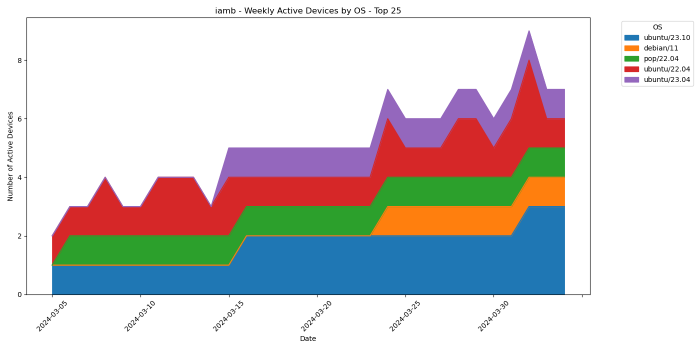 iamb - Weekly Active Devices by OS - Top 25
OS
ubuntu/23.10
debian/11
pop/22.04
ubuntu/22.04
ubuntu/23.04
Number of Active Devices
8
6
4
2
0
2024-03-05
2024-03-10
2024-03-15
2024-03-20
2024-03-25
2024-03-30
Date